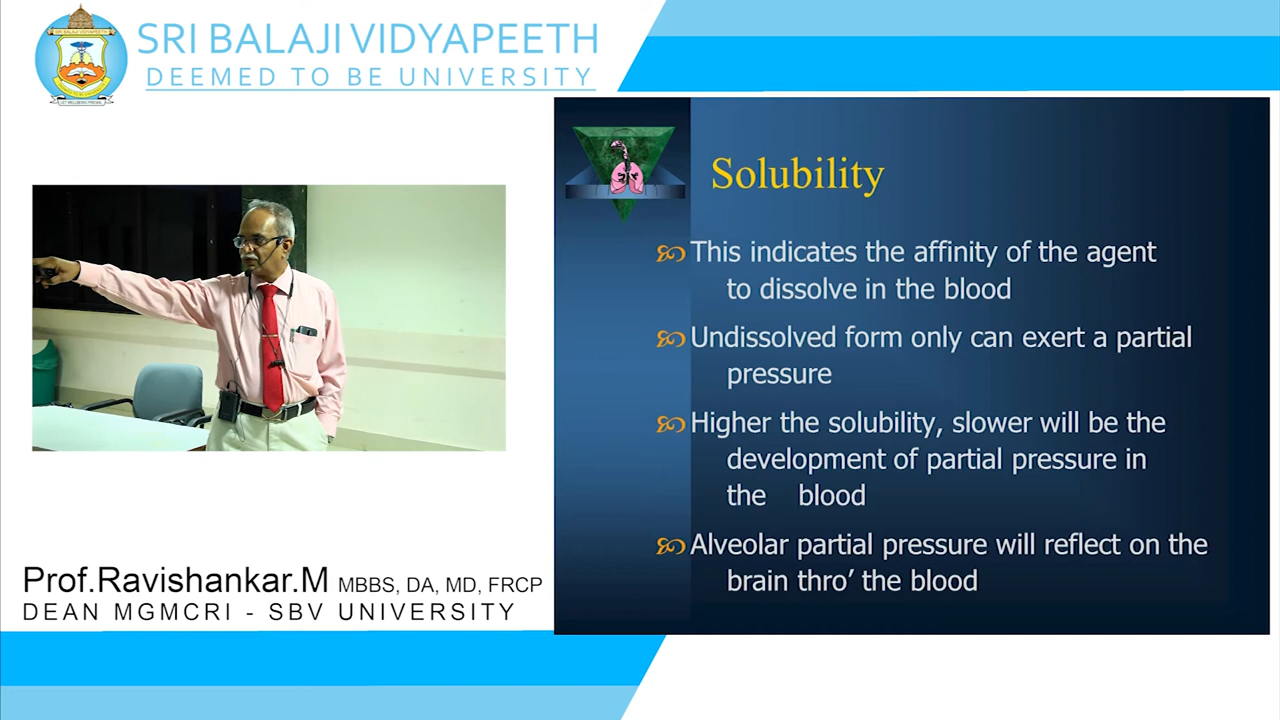 SRI BALAJI VIDYAPEETH
DEEMED TO BE UNIVERSITY
Solubility
This indicates the affinity of the agent
to dissolve in the blood
Undissolved form only can exert a partial
pressure
Higher the solubility, slower will be the
development of partial pressure in
the blood
Alveolar partial pressure will reflect on the
brain thro’ the blood
Prof.Ravishankar.M MBBS, DA, MD, FRCP
DEAN MGMCRI - SBV UNIVERSITY